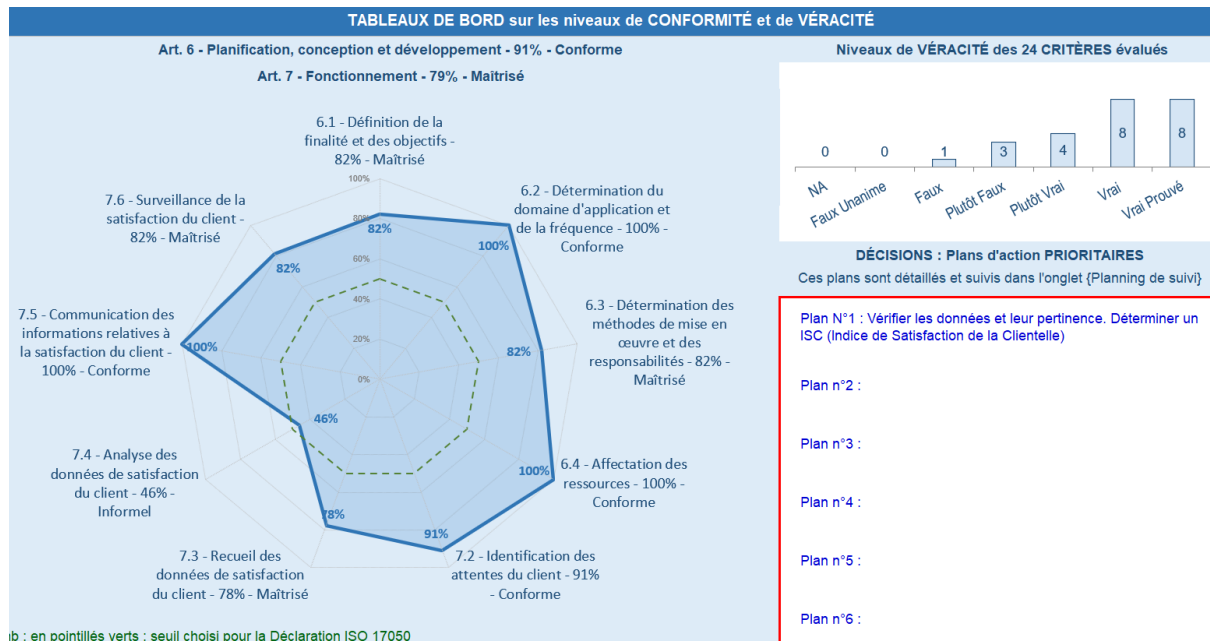 TABLEAUX DE BORD sur les niveaux de CONFORMITÉ et de VÉRACITÉ
Art. 6 - Planification, conception et développement - 91% - Conforme
Art. 7 - Fonctionnement - 79% - Maîtrisé
6.1 - Définition de la
finalité et des objectifs -
82% - Maîtrisé
6.2 - Détermination du
domaine d'application et
de la fréquence - 100% -
Conforme
6.3 - Détermination des
méthodes de mise en
œuvre et des
responsabilités - 82% -
Maîtrisé
6.4 - Affectation des
ressources - 100% -
Conforme
7.2 - Identification des
attentes du client - 91%
- Conforme
7.3 - Recueil des
données de satisfaction
du client - 78% - Maîtrisé
7.4 - Analyse des
données de satisfaction
du client - 46% -
Informel
7.5 - Communication des
informations relatives à
la satisfaction du client -
100% - Conforme
7.6 - Surveillance de la
satisfaction du client -
82% - Maîtrisé
100%
80%
60%
40%
20%
0%
82%
100%
82%
100%
91%
78%
46%
100%
82%
nb : en pointillés verts : seuil choisi pour la Déclaration ISO 17050
Niveaux de VÉRACITÉ des 24 CRITÈRES évalués
0
0
1
3
4
8
8
NA
Faux Unanime
Faux
Plutôt Faux
Plutôt Vrai
Vrai
Vrai Prouvé
DÉCISIONS : Plans d'action PRIORITAIRES
Ces plans sont détaillés et suivis dans l'onglet {Planning de suivi}
Plan N°1 : Vérifier les données et leur pertinence. Déterminer un
ISC (Indice de Satisfaction de la Clientelle)
Plan n°2 :
Plan n°3 :
Plan n°4 :
Plan n°5 :
Plan n°6 :